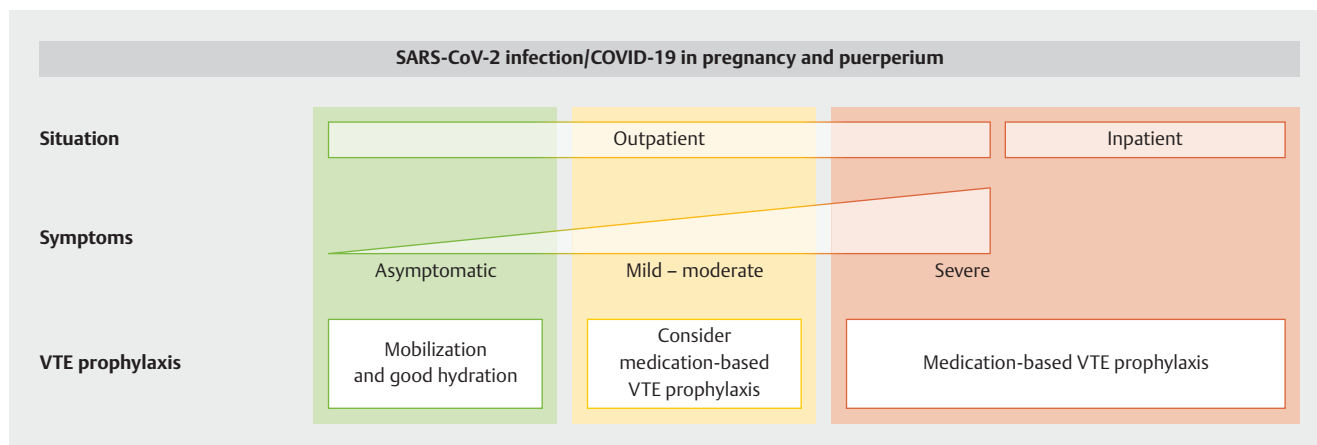 SARS-CoV-2 infection/COVID-19 in pregnancy and puerperium
Situation
Outpatient
Inpatient
Symptoms
Asymptomatic
Mild – moderate
Severe
VTE prophylaxis
Mobilization
and good hydration
Consider
medication-based
VTE prophylaxis
Medication-based VTE prophylaxis